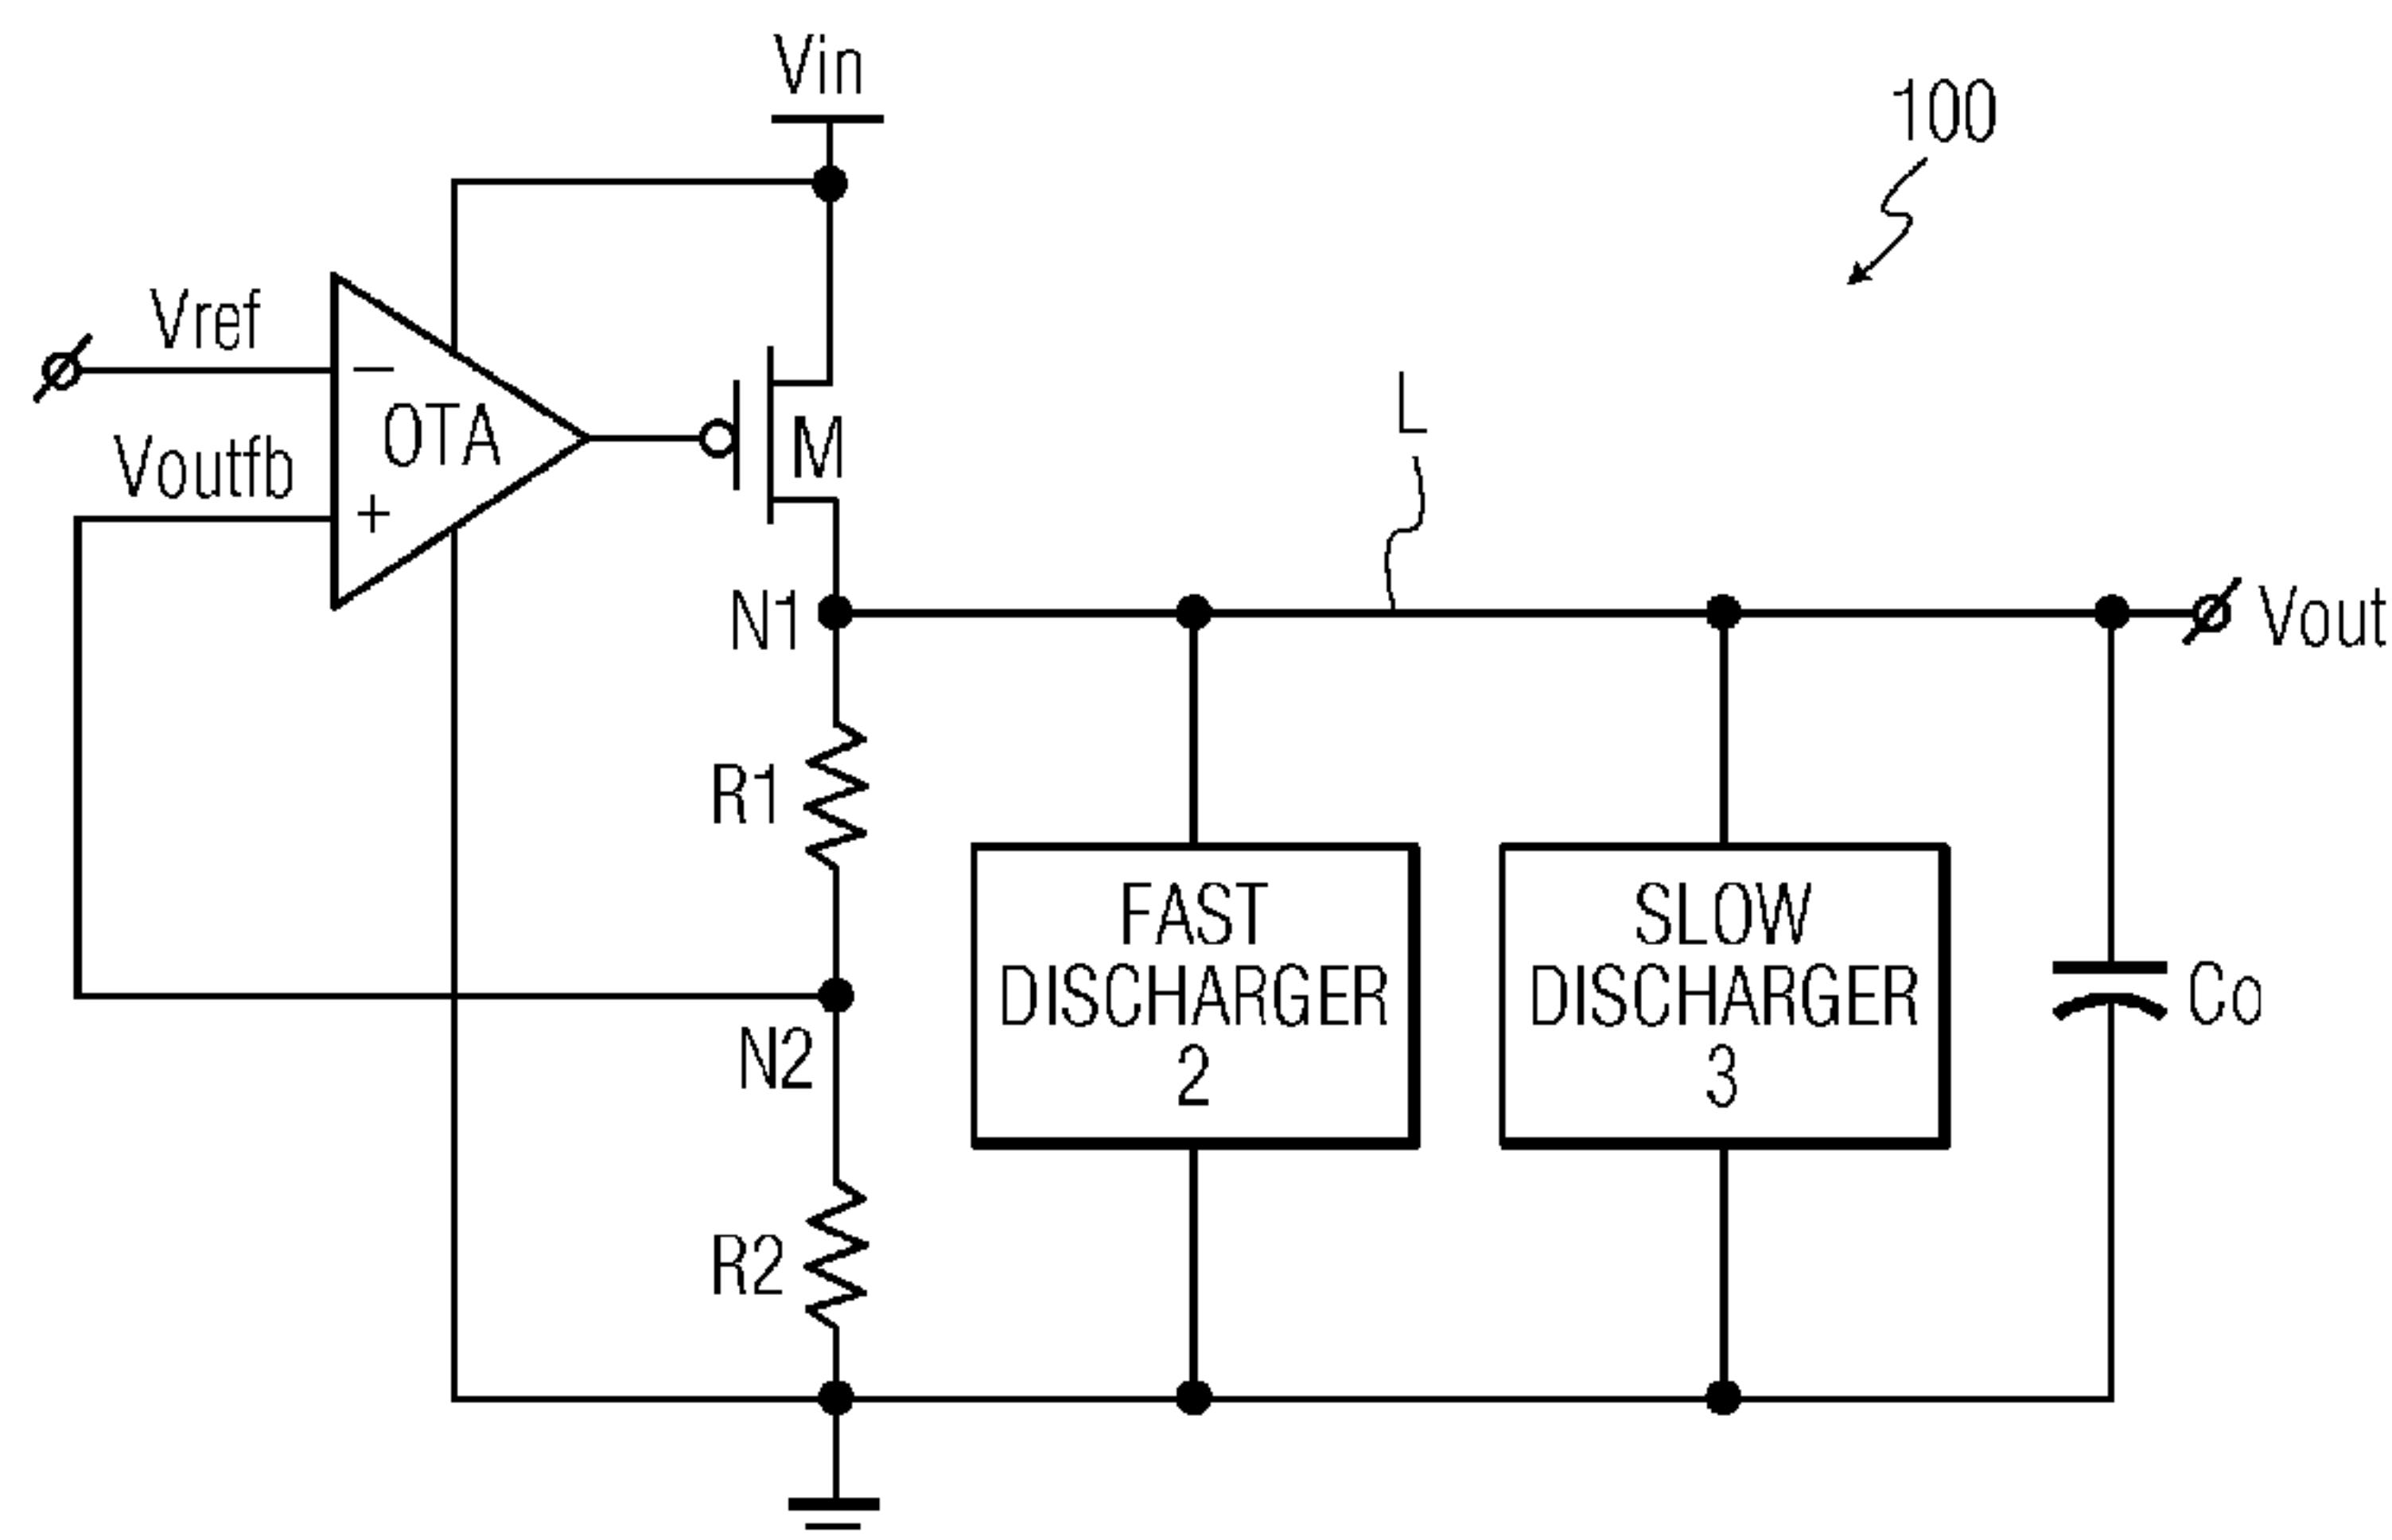 Vin
100
Vref
−
OTA
M
L
Voutfb
+
N1
Vout
R1
FAST
DISCHARGER
2
SLOW
DISCHARGER
3
Co
N2
R2